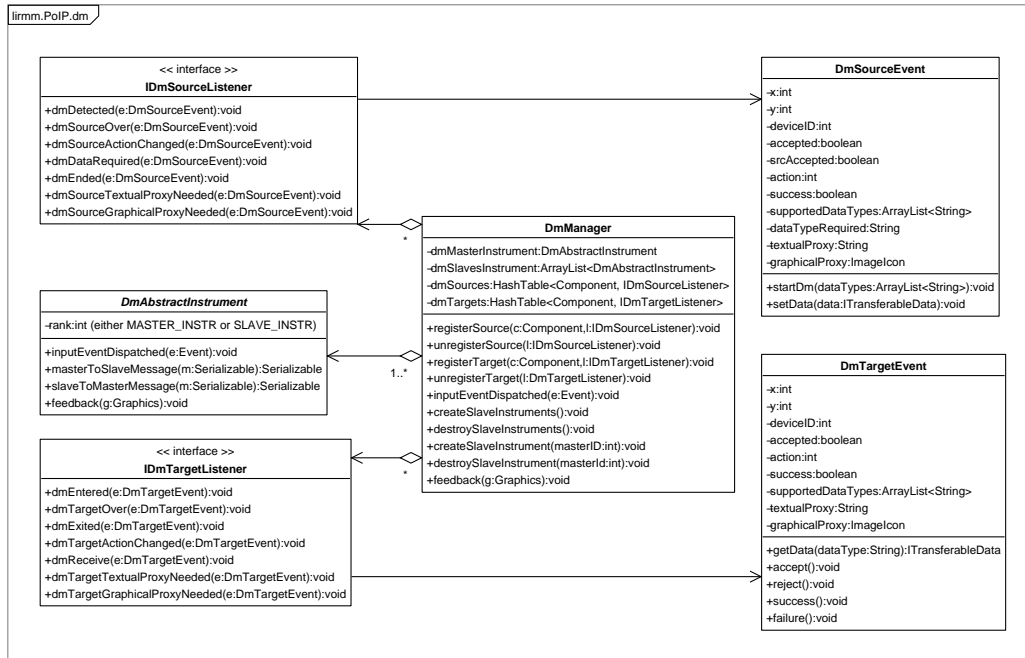 lirmm.PoIP.dm
<< interface >>
IDmSourceListener
+dmDetected(e:DmSourceEvent):void
+dmSourceOver(e:DmSourceEvent):void
+dmSourceActionChanged(e:DmSourceEvent):void
+dmDataRequired(e:DmSourceEvent):void
+dmEnded(e:DmSourceEvent):void
+dmSourceTextualProxyNeeded(e:DmSourceEvent):void
+dmSourceGraphicalProxyNeeded(e:DmSourceEvent):void
*
DmAbstractInstrument
-rank:int (either MASTER_INSTR or SLAVE_INSTR)
+inputEventDispatched(e:Event):void
+masterToSlaveMessage(m:Serializable):Serializable
+slaveToMasterMessage(m:Serializable):Serializable
+feedback(g:Graphics):void
1..*
<< interface >>
IDmTargetListener
+dmEntered(e:DmTargetEvent):void
+dmTargetOver(e:DmTargetEvent):void
+dmExited(e:DmTargetEvent):void
+dmTargetActionChanged(e:DmTargetEvent):void
+dmReceive(e:DmTargetEvent):void
+dmTargetTextualProxyNeeded(e:DmTargetEvent):void
+dmTargetGraphicalProxyNeeded(e:DmTargetEvent):void
*
DmManager
-dmMasterInstrument:DmAbstractInstrument
-dmSlavesInstrument:ArrayList<DmAbstractInstrument>
-dmSources:HashTable<Component, IDmSourceListener>
-dmTargets:HashTable<Component, IDmTargetListener>
+registerSource(c:Component,l:IDmSourceListener):void
+unregisterSource(l:IDmSourceListener):void
+registerTarget(c:Component,l:IDmTargetListener):void
+unregisterTarget(l:DmTargetListener):void
+inputEventDispatched(e:Event):void
+createSlaveInstruments():void
+destroySlaveInstruments():void
+createSlaveInstrument(masterID:int):void
+destroySlaveInstrument(masterId:int):void
+feedback(g:Graphics):void
DmSourceEvent
-x:int
-y:int
-deviceID:int
-accepted:boolean
-srcAccepted:boolean
-action:int
-success:boolean
-supportedDataTypes:ArrayList<String>
-dataTypeRequired:String
-textualProxy:String
-graphicalProxy:ImageIcon
+startDm(dataTypes:ArrayList<String>):void
+setData(data:ITransferableData):void
DmTargetEvent
-x:int
-y:int
-deviceID:int
-accepted:boolean
-action:int
-success:boolean
-supportedDataTypes:ArrayList<String>
-textualProxy:String
-graphicalProxy:ImageIcon
+getData(dataType:String):ITransferableData
+accept():void
+reject():void
+success():void
+failure():void